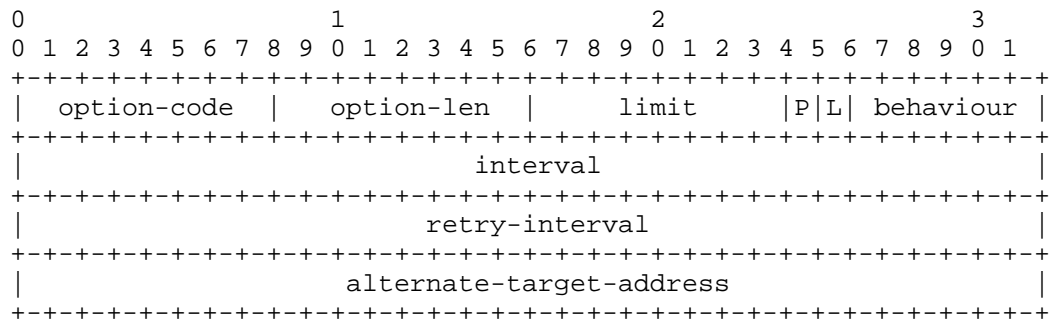 0                   1                   2                   3
0 1 2 3 4 5 6 7 8 9 0 1 2 3 4 5 6 7 8 9 0 1 2 3 4 5 6 7 8 9 0 1
+-+-+-+-+-+-+-+-+-+-+-+-+-+-+-+-+-+-+-+-+-+-+-+-+-+-+-+-+-+-+-+-+
|  option-code  |   option-len  |     limit     |P|L| behaviour |
+-+-+-+-+-+-+-+-+-+-+-+-+-+-+-+-+-+-+-+-+-+-+-+-+-+-+-+-+-+-+-+-+
|                            interval                           |
+-+-+-+-+-+-+-+-+-+-+-+-+-+-+-+-+-+-+-+-+-+-+-+-+-+-+-+-+-+-+-+-+
|                         retry-interval                        |
+-+-+-+-+-+-+-+-+-+-+-+-+-+-+-+-+-+-+-+-+-+-+-+-+-+-+-+-+-+-+-+-+
|                    alternate-target-address                   |
+-+-+-+-+-+-+-+-+-+-+-+-+-+-+-+-+-+-+-+-+-+-+-+-+-+-+-+-+-+-+-+-+